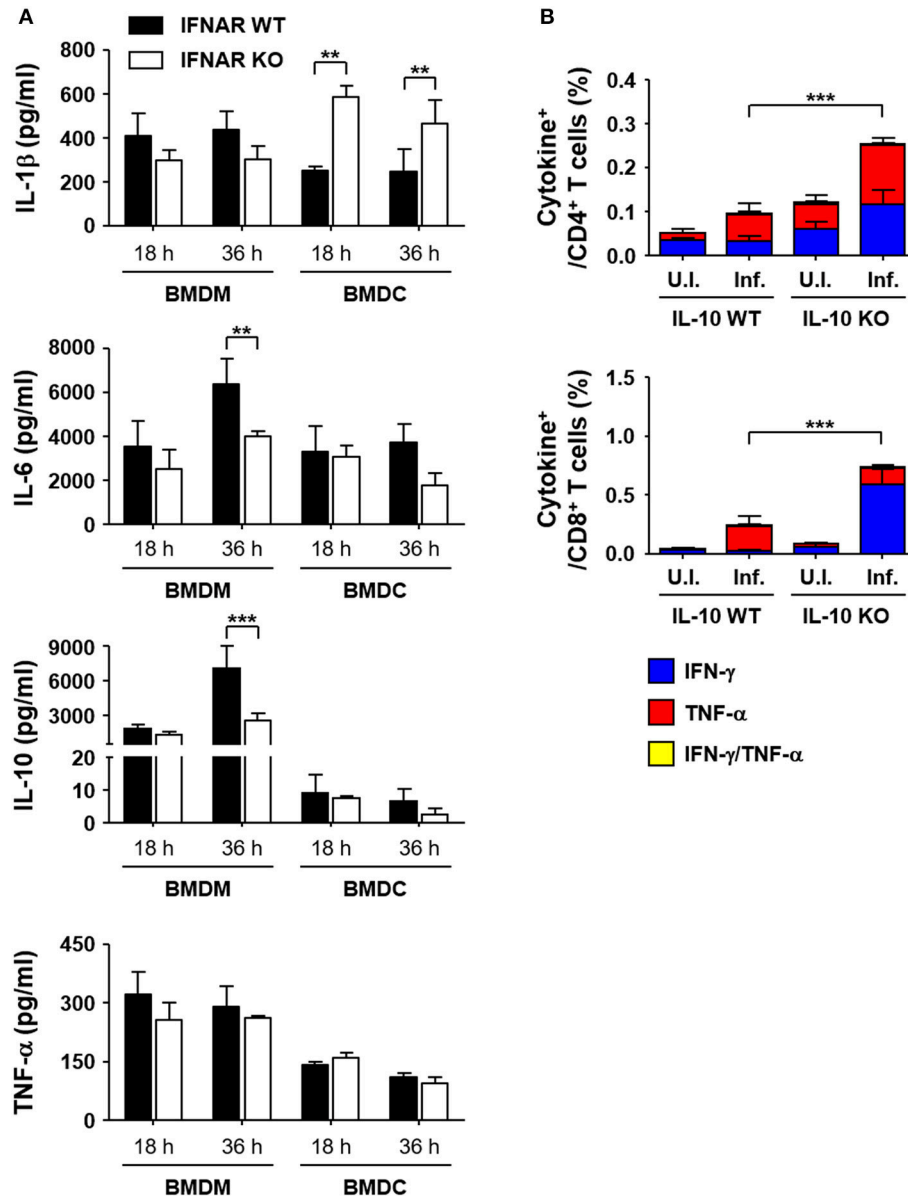 A
IFNAR WT
IFNAR KO
IL-1β (pg/ml)
800
600
400
200
0
**
**
18 h 36 h 18 h 36 h
BMDM BMDC
IL-6 (pg/ml)
8000
6000
4000
2000
0
**
18 h 36 h 18 h 36 h
BMDM BMDC
IL-10 (pg/ml)
9000
6000
3000
20
10
0
***
18 h 36 h 18 h 36 h
BMDM BMDC
TNF-α (pg/ml)
450
300
150
0
18 h 36 h 18 h 36 h
BMDM BMDC
B
Cytokine⁺
/CD4⁺ T cells (%)
0.4
0.3
0.2
0.1
0.0
***
U.I. Inf. U.I. Inf.
IL-10 WT IL-10 KO
Cytokine⁺
/CD8⁺ T cells (%)
1.5
1.0
0.5
0.0
***
U.I. Inf. U.I. Inf.
IL-10 WT IL-10 KO
IFN-γ
TNF-α
IFN-γ/TNF-α